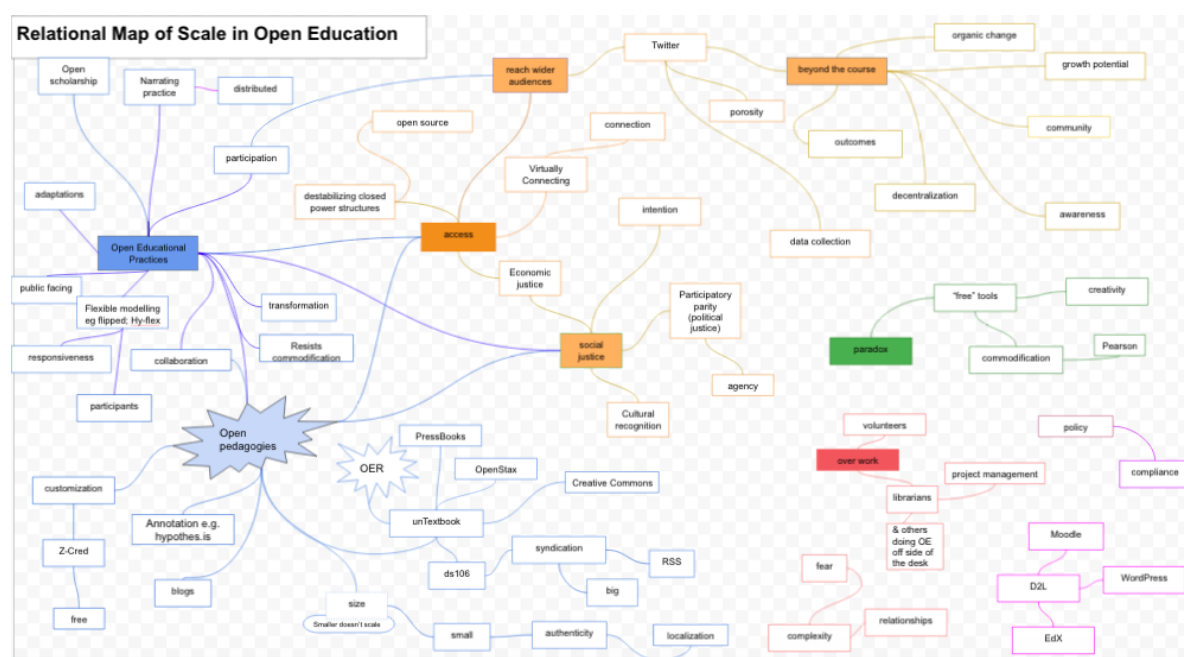 Relational Map of Scale in Open Education
Open
scholarship
Narrating
practice
distributed
reach wider
audiences
Twitter
beyond the course
organic change
growth potential
porosity
community
open source
connection
participation
outcomes
Virtually
Connecting
adaptations
destabilizing closed
power structures
intention
decentralization
awareness
Open Educational
Practices
access
data collection
public facing
Economic
justice
Flexible modelling
eg flipped; Hy-flex
transformation
Participatory
parity
(political
justice)
"free" tools
creativity
responsiveness
collaboration
Resists
commodification
social
justice
paradox
commodification
Pearson
participants
agency
Cultural
recognition
Open
pedagogies
PressBooks
volunteers
policy
OER
OpenStax
over work
compliance
customization
Creative Commons
project management
librarians
Annotation e.g.
hypothes.is
unTextbook
& others
doing OE
off side of
the desk
Z-Cred
syndication
Moodle
RSS
ds106
fear
blogs
big
D2L
WordPress
free
size
Smaller doesn't scale
small
authenticity
localization
complexity
relationships
EdX